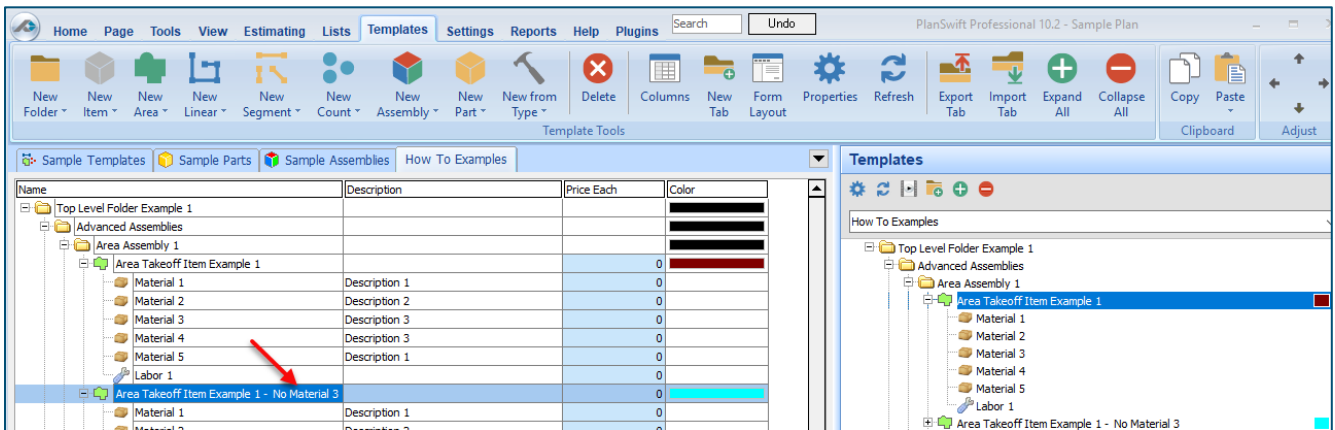 Home Page Tools View Estimating Lists Templates Settings Reports Help Plugins Search Undo PlanSwift Professional 10.2 - Sample Plan
New Folder New Item New Area New Linear New Segment New Count New Assembly New Part New from Type Delete Columns New Tab Form Layout Properties Refresh Export Tab Import Tab Expand All Collapse All Copy Paste
Template Tools Clipboard Adjust
Sample Templates Sample Parts Sample Assemblies How To Examples
Templates
Name Description Price Each Color
How To Examples
Top Level Folder Example 1
Advanced Assemblies
Area Assembly 1
Area Takeoff Item Example 1 0
Material 1 Description 1 0
Material 2 Description 2 0
Material 3 Description 3 0
Material 4 Description 3 0
Material 5 Description 1 0
Labor 1 0
Area Takeoff Item Example 1 - No Material 3 0
Material 1 Description 1 0
Material 2 Description 2 0
Top Level Folder Example 1
Advanced Assemblies
Area Assembly 1
Area Takeoff Item Example 1
Material 1
Material 2
Material 3
Material 4
Material 5
Labor 1
Area Takeoff Item Example 1 - No Material 3